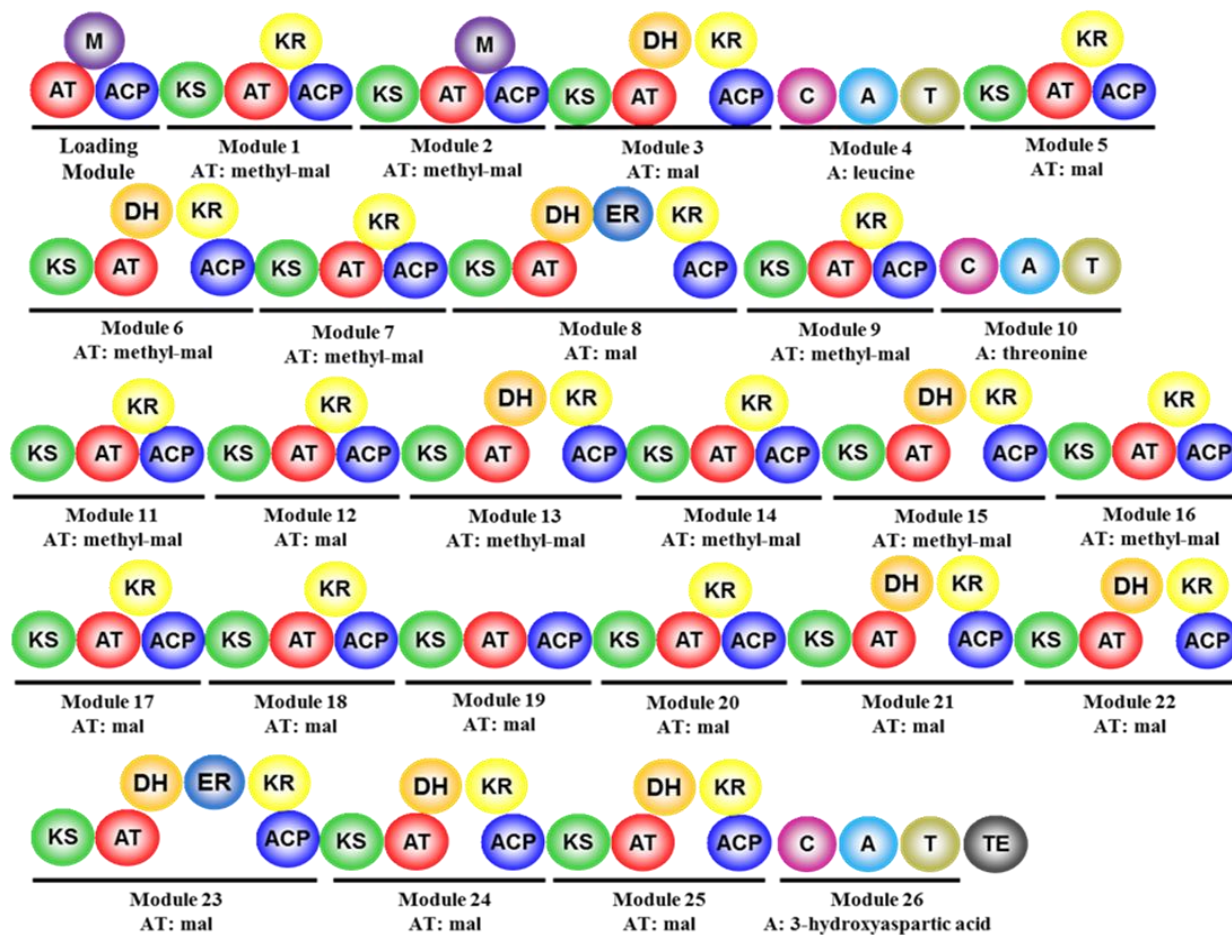 M KR M DH KR KR
AT ACP KS AT ACP KS AT ACP KS AT ACP C A T KS AT ACP
Loading Module
Module 1
AT: methyl-mal
Module 2
AT: methyl-mal
Module 3
AT: mal
Module 4
A: leucine
Module 5
AT: mal
DH KR KR DH ER KR KR
KS AT ACP KS AT ACP KS AT ACP KS AT ACP C A T
Module 6
AT: methyl-mal
Module 7
AT: methyl-mal
Module 8
AT: mal
Module 9
AT: methyl-mal
Module 10
A: threonine
KR KR DH KR KR DH KR KR
KS AT ACP KS AT ACP KS AT ACP KS AT ACP KS AT ACP KS AT ACP
Module 11
AT: methyl-mal
Module 12
AT: mal
Module 13
AT: methyl-mal
Module 14
AT: methyl-mal
Module 15
AT: methyl-mal
Module 16
AT: methyl-mal
KR KR KR DH KR DH KR
KS AT ACP KS AT ACP KS AT ACP KS AT ACP KS AT ACP KS AT ACP
Module 17
AT: mal
Module 18
AT: mal
Module 19
AT: mal
Module 20
AT: mal
Module 21
AT: mal
Module 22
AT: mal
DH ER KR DH KR DH KR
KS AT ACP KS AT ACP KS AT ACP C A T TE
Module 23
AT: mal
Module 24
AT: mal
Module 25
AT: mal
Module 26
A: 3-hydroxyaspartic acid